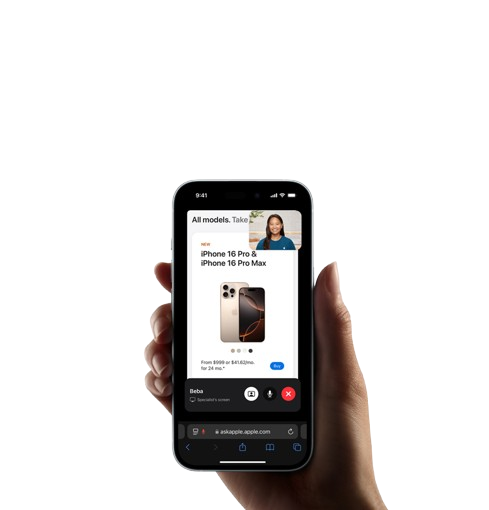 9:41
All models. Take
NEW
iPhone 16 Pro &
iPhone 16 Pro Max
From $999 or $41.62/mo.
for 24 mo.*
Buy
Beba
Specialist's screen
askapple.apple.com